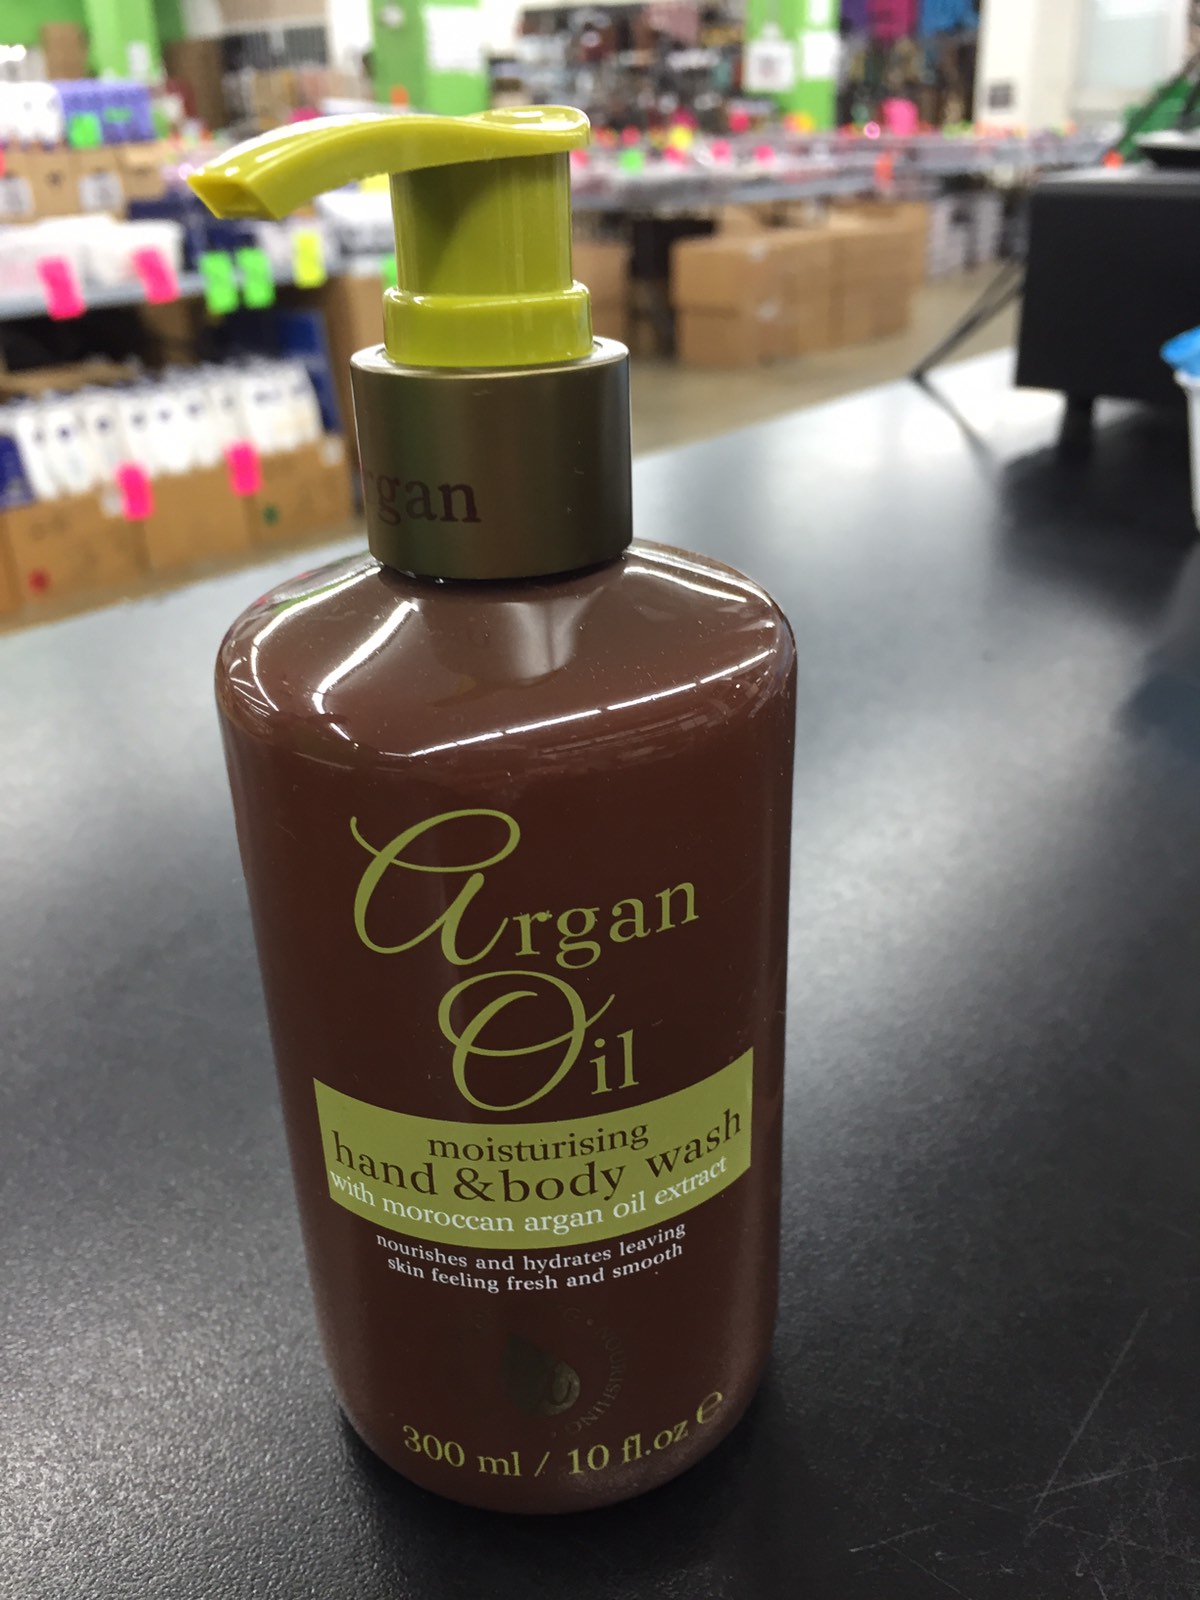 rgan
Argan
Oil
moisturising
hand & body wash
with moroccan argan oil extract
nourishes and hydrates leaving
skin feeling fresh and smooth
NOURISHING
300 ml / 10 fl.oz e